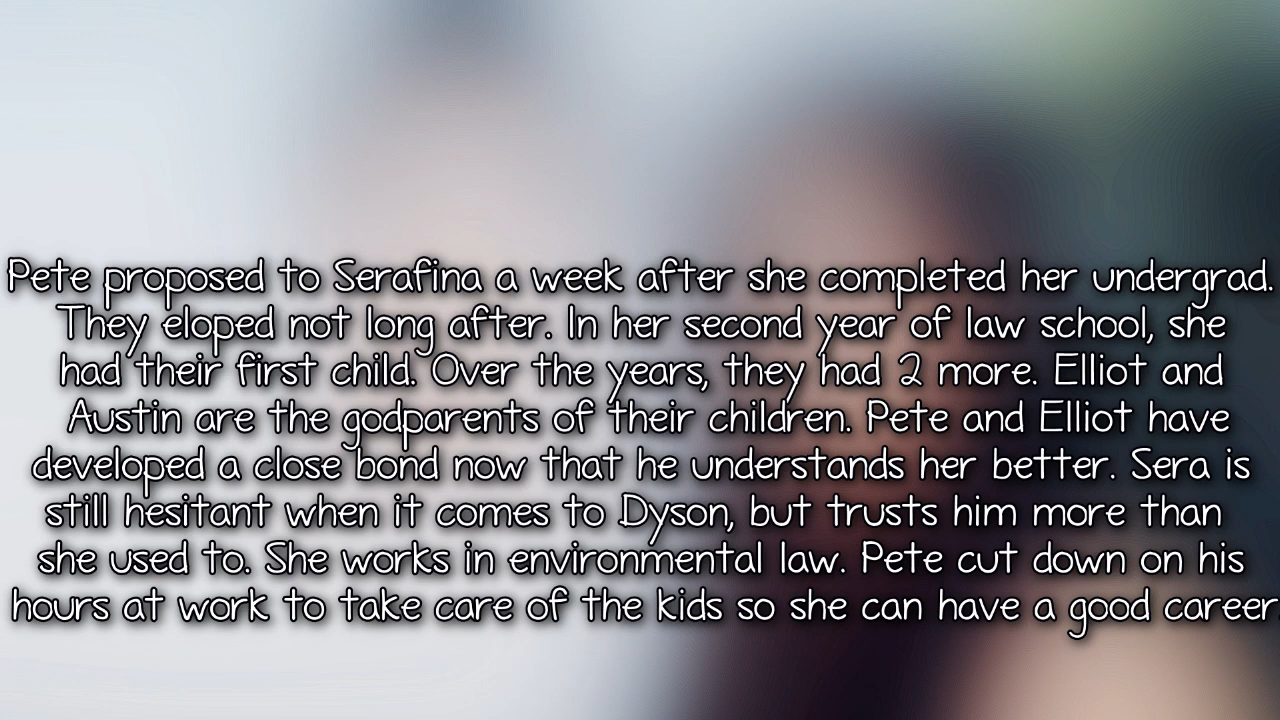 Pete proposed to Serafina a week after she completed her undergrad.
They eloped not long after. In her second year of law school, she
had their first child. Over the years, they had 2 more. Elliot and
Austin are the godparents of their children. Pete and Elliot have
developed a close bond now that he understands her better. Sera is
still hesitant when it comes to Dyson, but trusts him more than
she used to. She works in environmental law. Pete cut down on his
hours at work to take care of the kids so she can have a good career